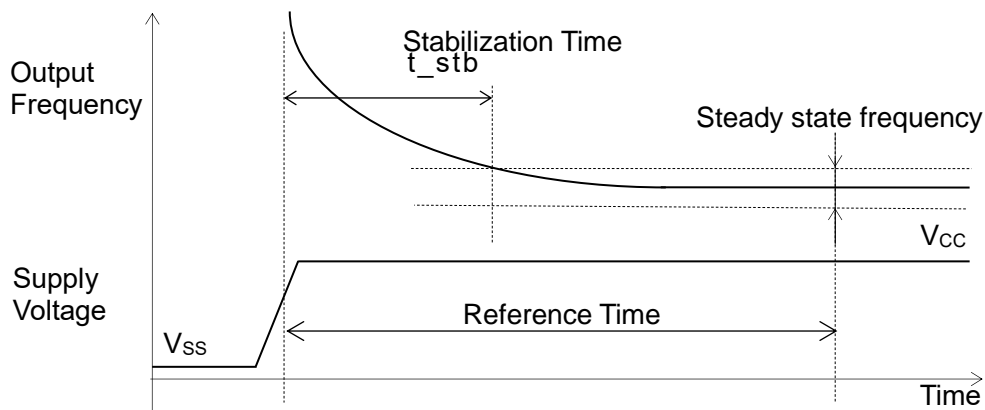 Stabilization Time
t_stb
Output
Frequency
Steady state frequency
VCC
Supply
Voltage
Reference Time
VSS
Time